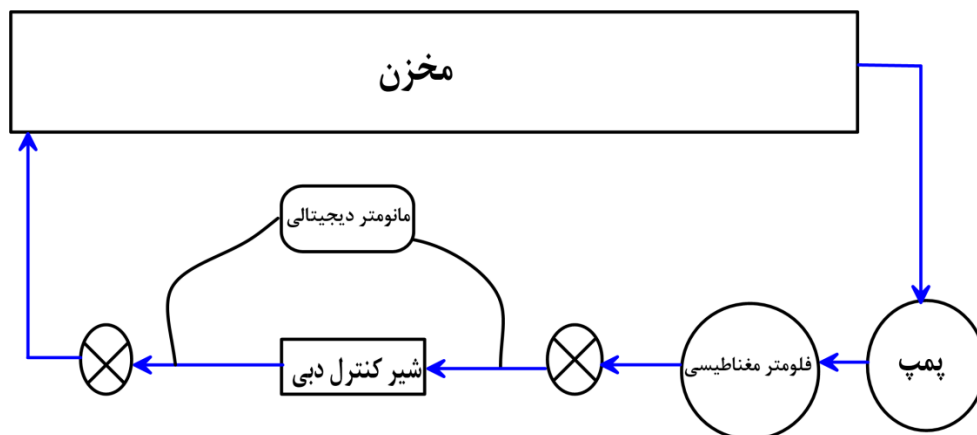 مخزن
مانومتر دیجیتالی
شیر کنترل دبی
فلومتر مغناطیسی
پمپ